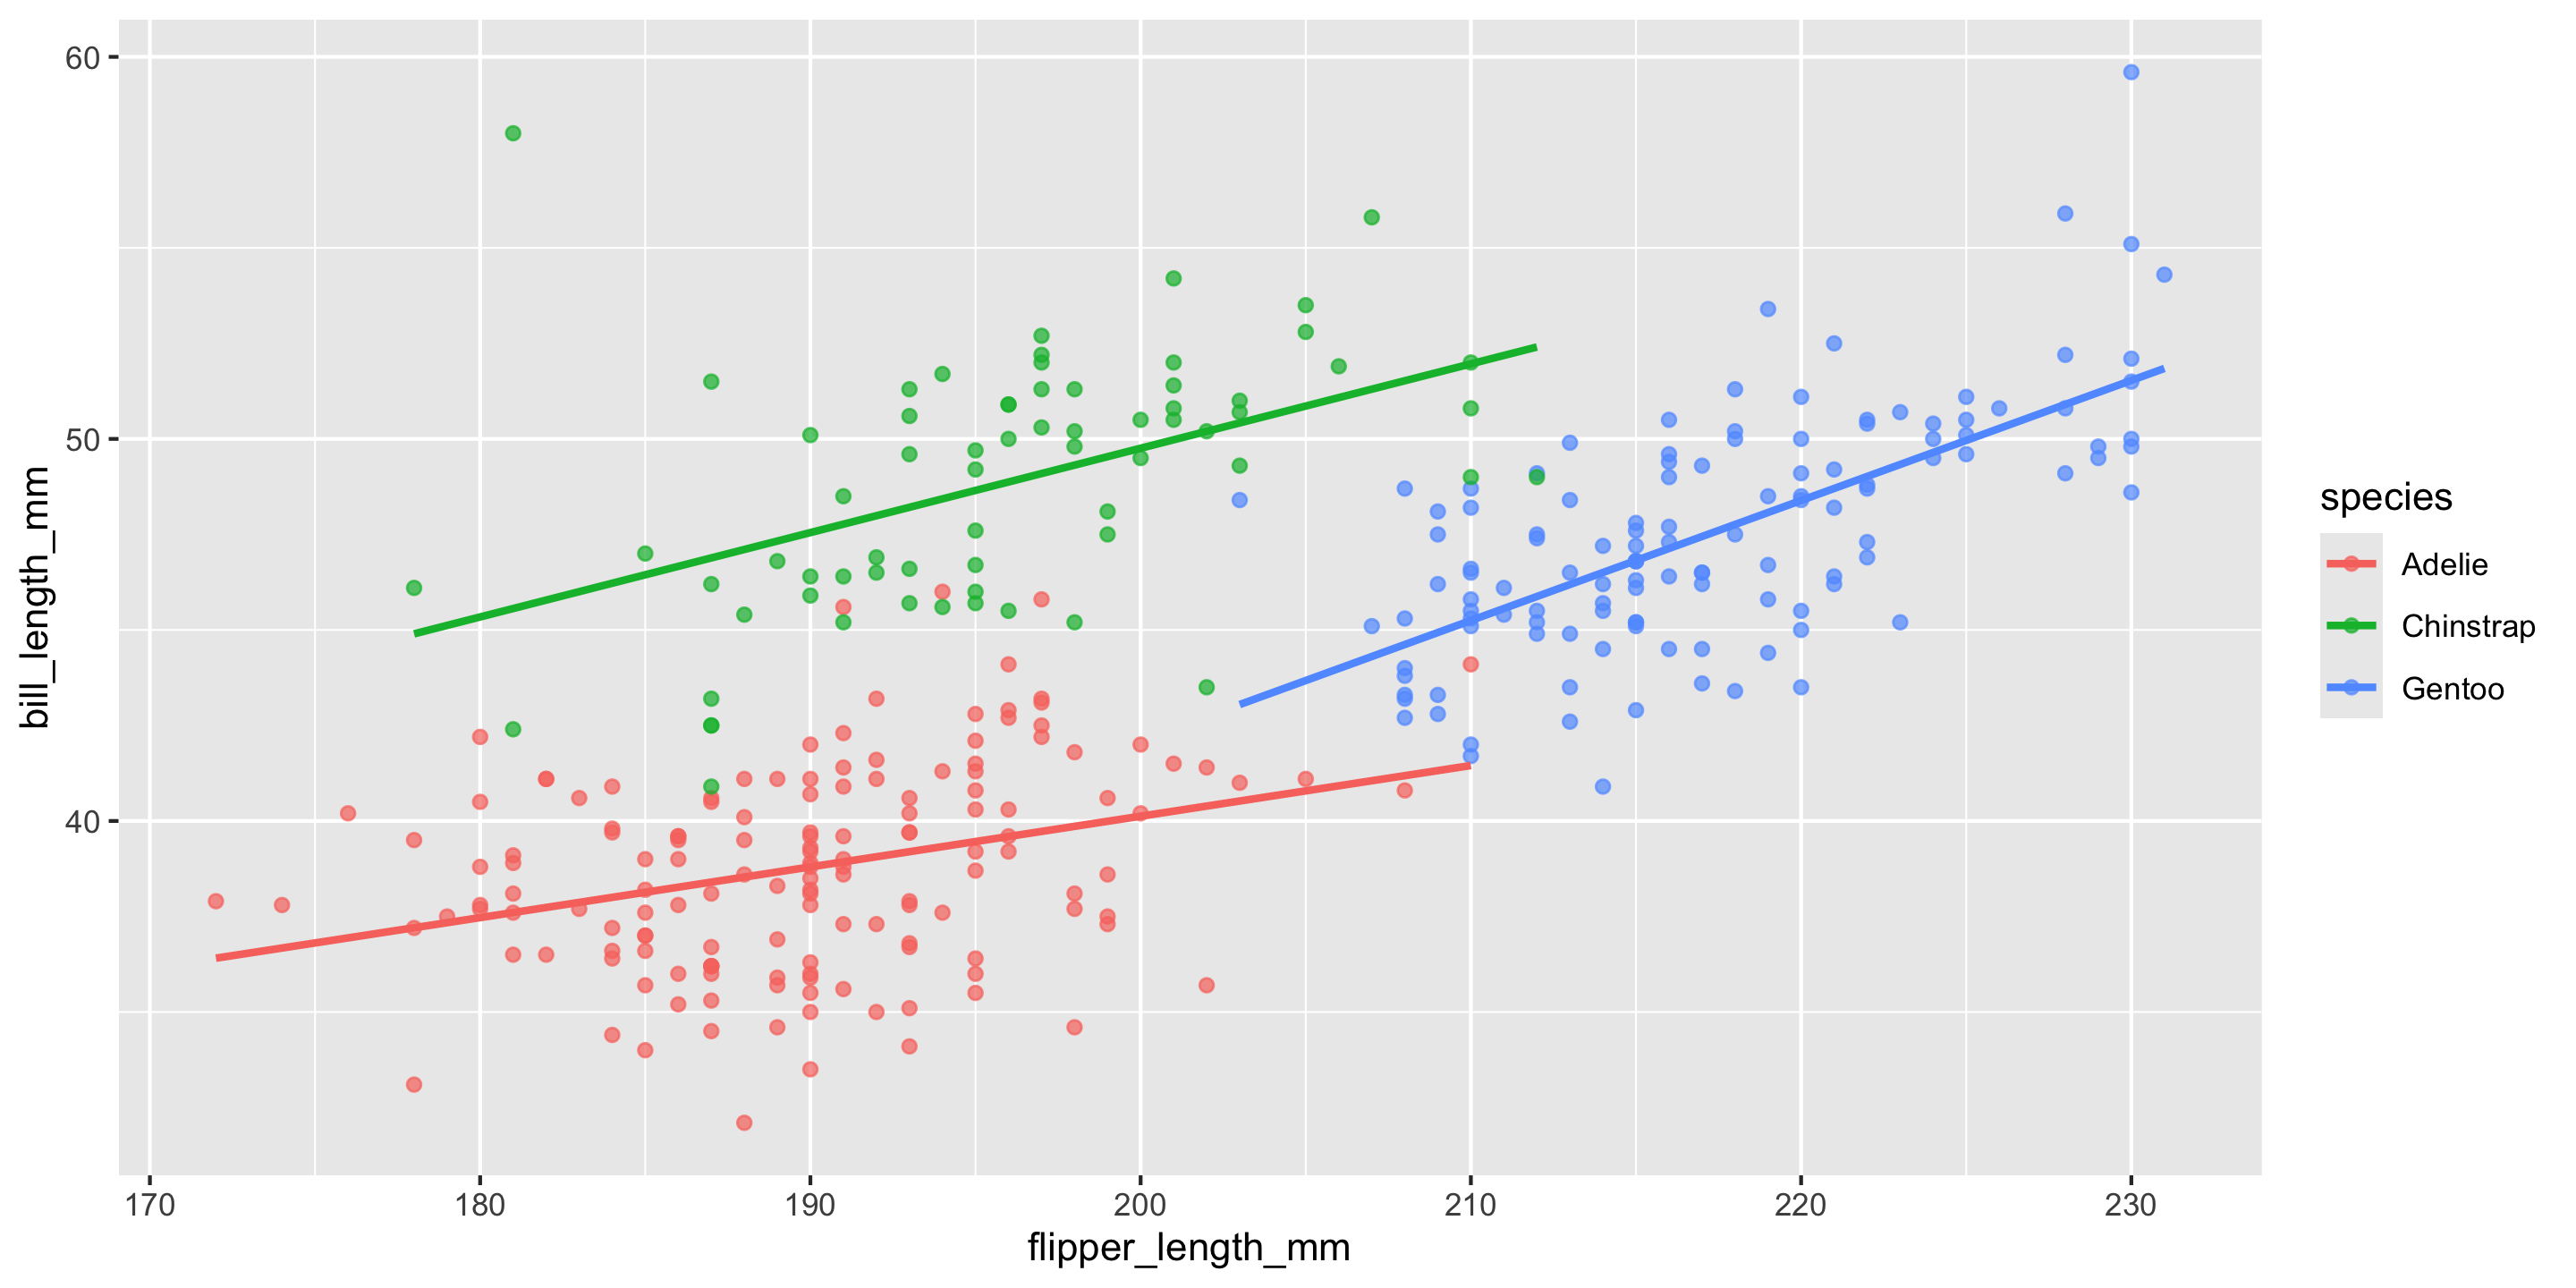 60
50
40
bill_length_mm
170 180 190 200 210 220 230
flipper_length_mm
species
Adelie
Chinstrap
Gentoo